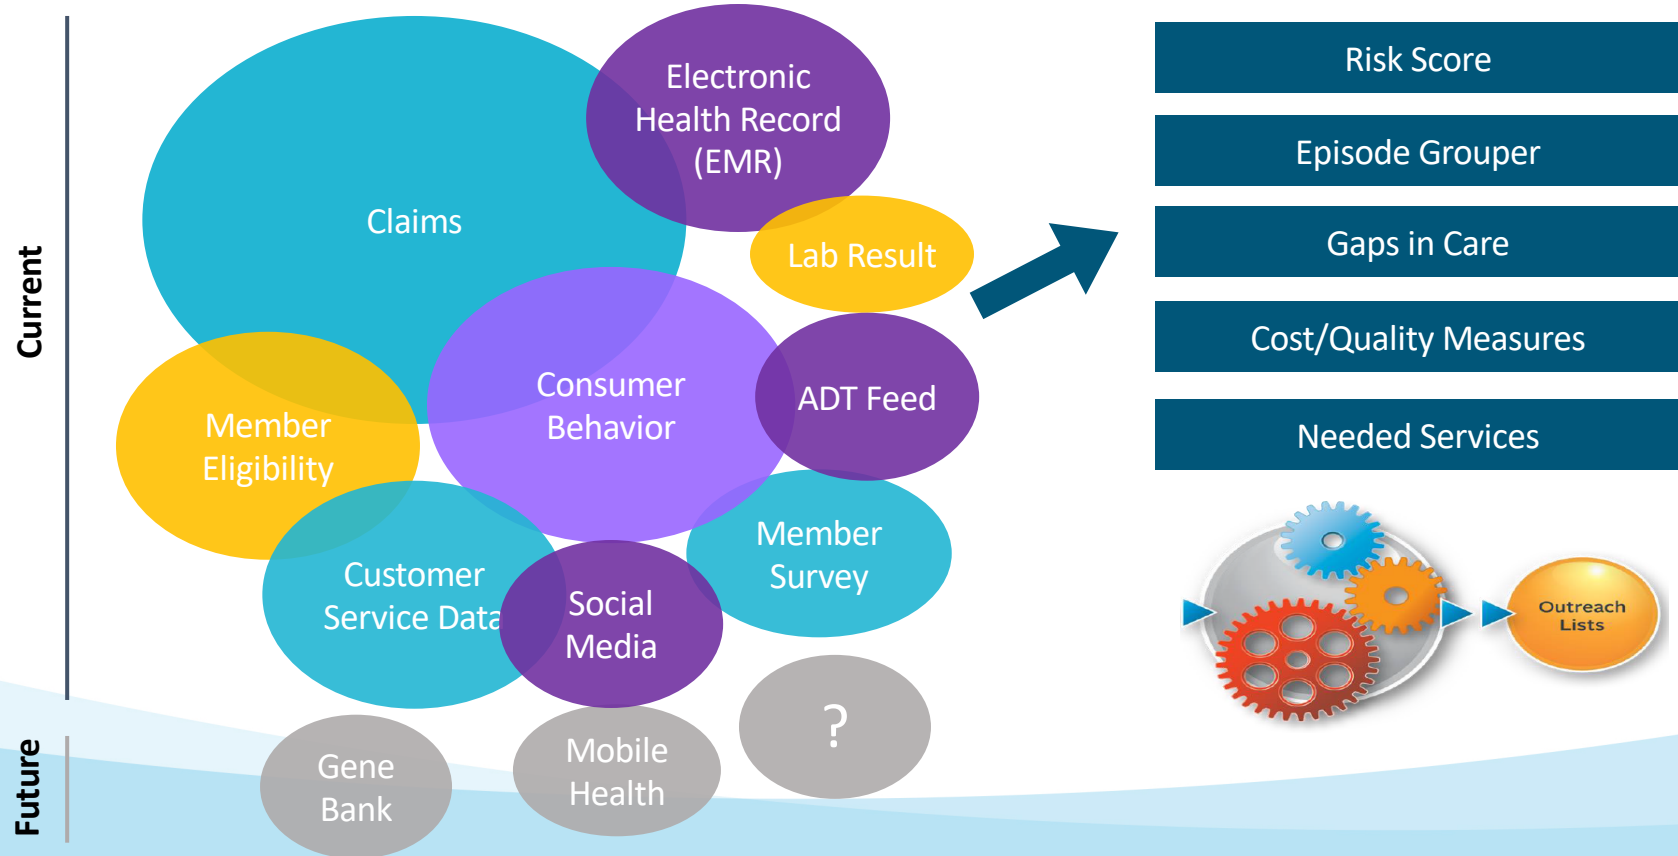 Current
Future
Claims
Electronic
Health Record
(EMR)
Lab Result
Consumer
Behavior
ADT Feed
Member
Eligibility
Customer
Service Data
Social
Media
Member
Survey
Gene
Bank
Mobile
Health
?
Risk Score
Episode Grouper
Gaps in Care
Cost/Quality Measures
Needed Services
Outreach
Lists